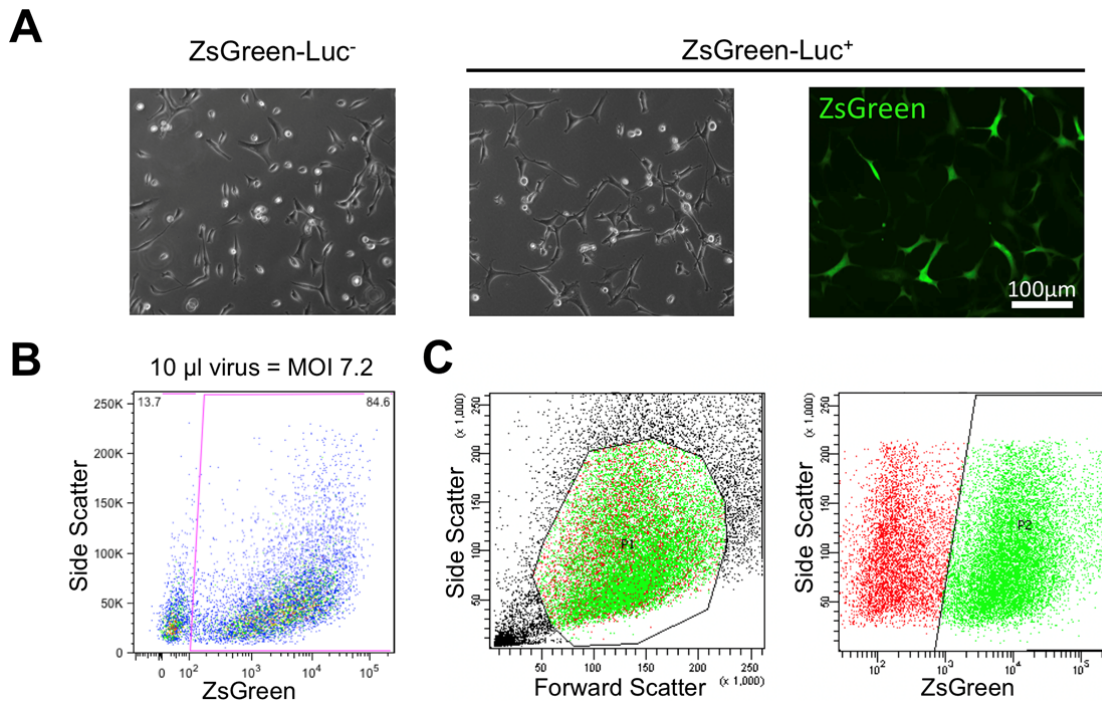 A
ZsGreen-Luc-
ZsGreen-Luc+
ZsGreen
100µm
B
10 µl virus = MOI 7.2
13.7
84.6
250K
200K
150K
100K
50K
0
Side Scatter
0 10² 10³ 10⁴ 10⁵
ZsGreen
C
(x 1,000)
250
200
150
100
50
Side Scatter
P1
50 100 150 200 250
(x 1,000)
Forward Scatter
(x 1,000)
250
200
150
100
50
Side Scatter
P2
10² 10³ 10⁴ 10⁵
ZsGreen